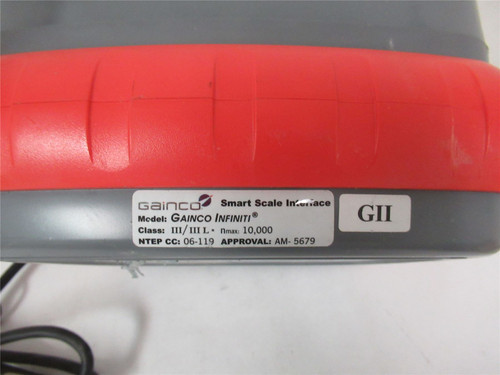 GAINCO Smart Scale Interface
Model: GAINCO INFINITI®
Class: III/III L • nmax: 10,000
NTEP CC: 06-119 APPROVAL: AM- 5679
GII